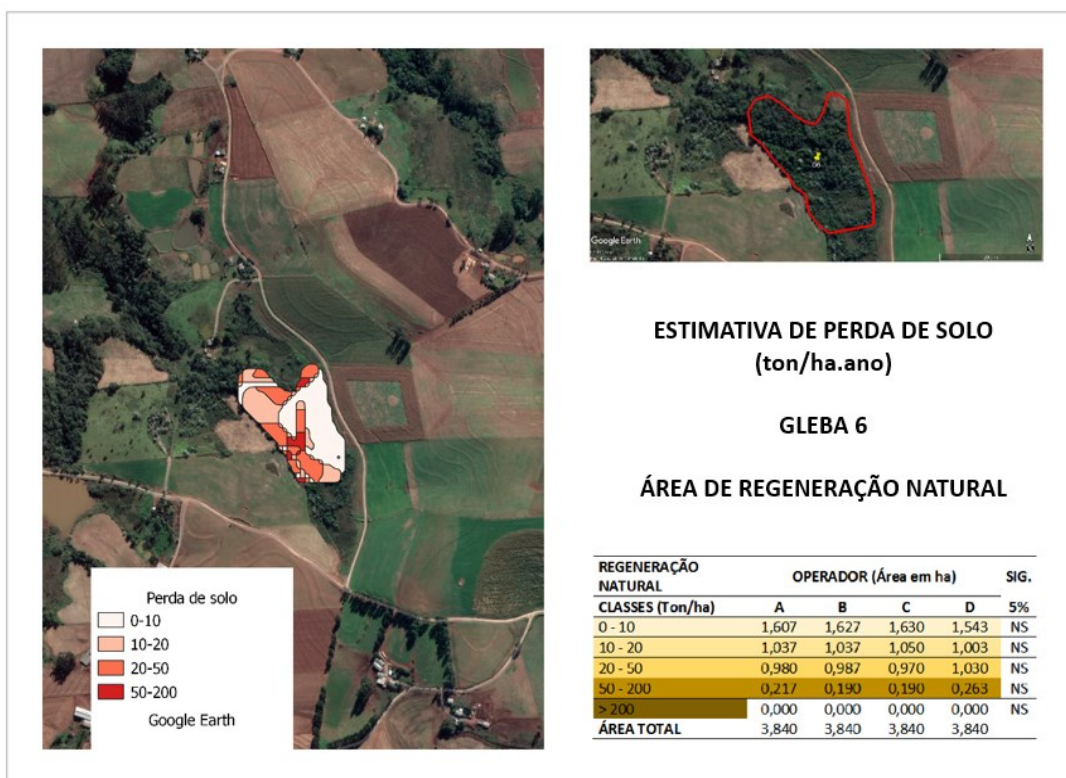 Perda de solo
0-10
10-20
20-50
50-200
Google Earth
Google Earth
ESTIMATIVA DE PERDA DE SOLO
(ton/ha.ano)
GLEBA 6
ÁREA DE REGENERAÇÃO NATURAL
REGENERAÇÃO NATURAL OPERADOR (Área em ha) SIG.
CLASSES (Ton/ha) A B C D 5%
0 - 10 1,607 1,627 1,630 1,543 NS
10 - 20 1,037 1,037 1,050 1,003 NS
20 - 50 0,980 0,987 0,970 1,030 NS
50 - 200 0,217 0,190 0,190 0,263 NS
> 200 0,000 0,000 0,000 0,000 NS
ÁREA TOTAL 3,840 3,840 3,840 3,840